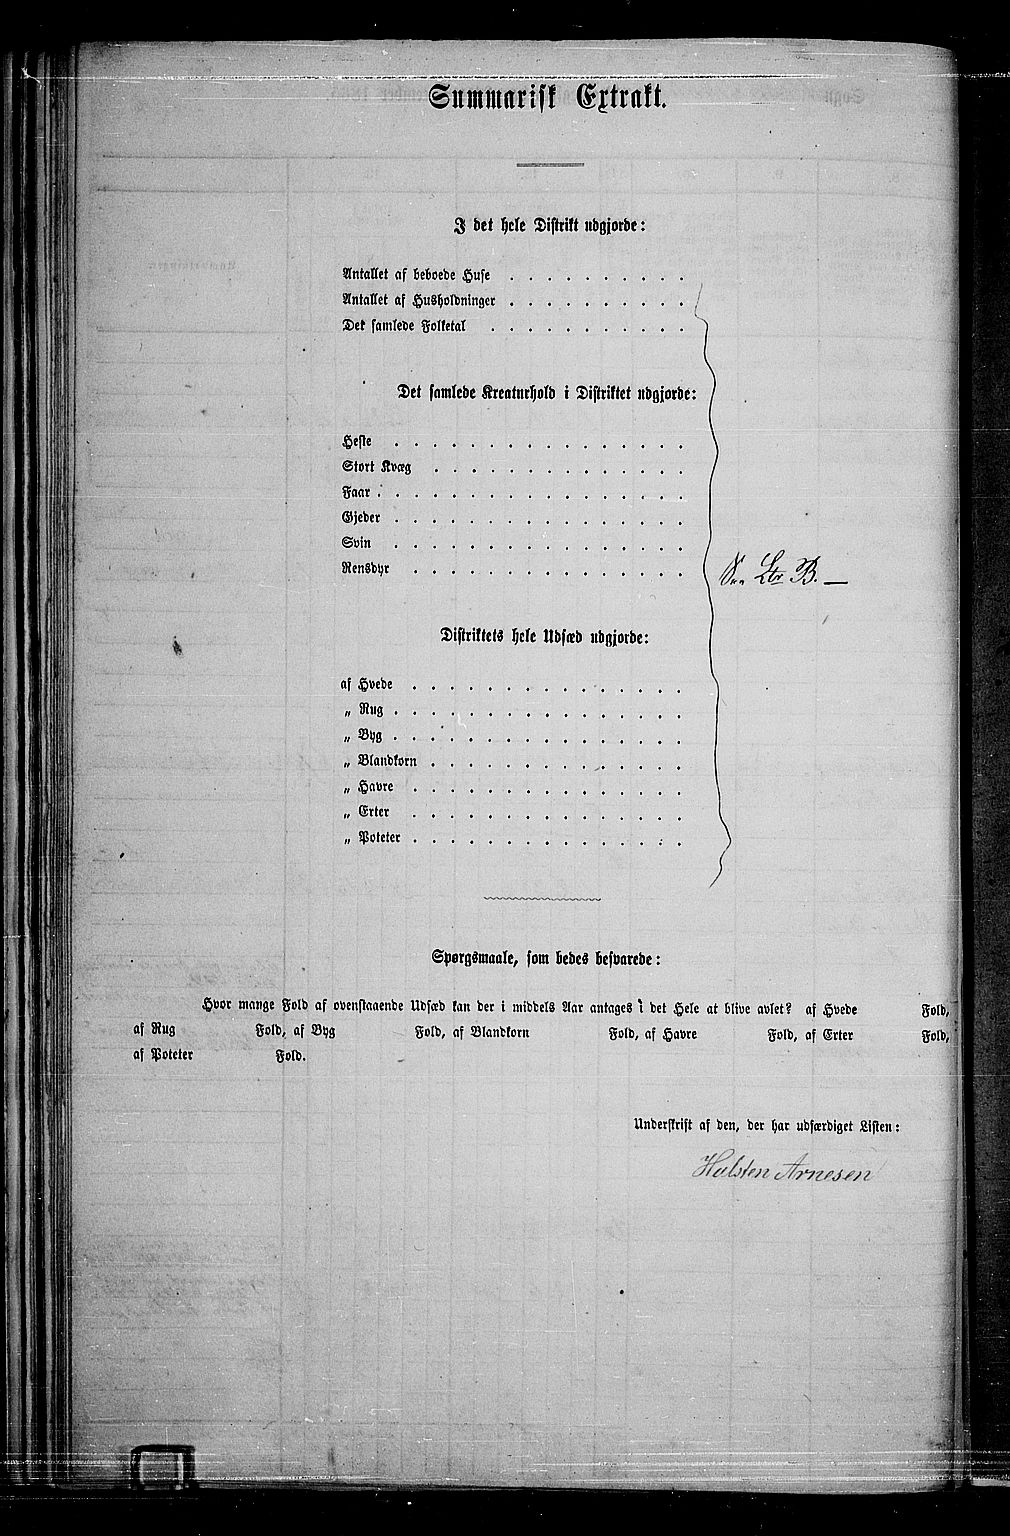 Summarisk Extrakt.
I det hele Distrikt udgjorde:
Antallet af beboede Huse . . . . . . . . . .
Antallet af Husholdninger . . . . . . . . . .
Det samlede Folketal . . . . . . . . . . .
Det samlede Kreaturhold i Distriktet udgjorde:
Heste . . . . . . . . . . . . . . . .
Stort Kvæg . . . . . . . . . . . . . .
Faar . . . . . . . . . . . . . . . . .
Gjeder . . . . . . . . . . . . . . . .
Svin . . . . . . . . . . . . . . . .
Rensdyr . . . . . . . . . . . . . . .
Ltr B. —
Distriktets hele Udsæd udgjorde:
af Hvede . . . . . . . . . . . . . . .
„ Rug . . . . . . . . . . . . . . . .
„ Byg . . . . . . . . . . . . . . . .
„ Blandkorn . . . . . . . . . . . . . .
„ Havre . . . . . . . . . . . . . . .
„ Erter . . . . . . . . . . . . . . .
„ Poteter . . . . . . . . . . . . . . .
Spørgsmaale, som bedes besvarede:
Hvor mange Fold af ovenstaaende Udsæd kan der i middels Aar antages i det Hele at blive avlet? af Hvede Fold,
af Rug Fold, af Byg Fold, af Blandkorn Fold, af Havre Fold, af Erter Fold,
af Poteter Fold.
Underskrift af den, der har udfærdiget Listen:
Halsten Arnesen